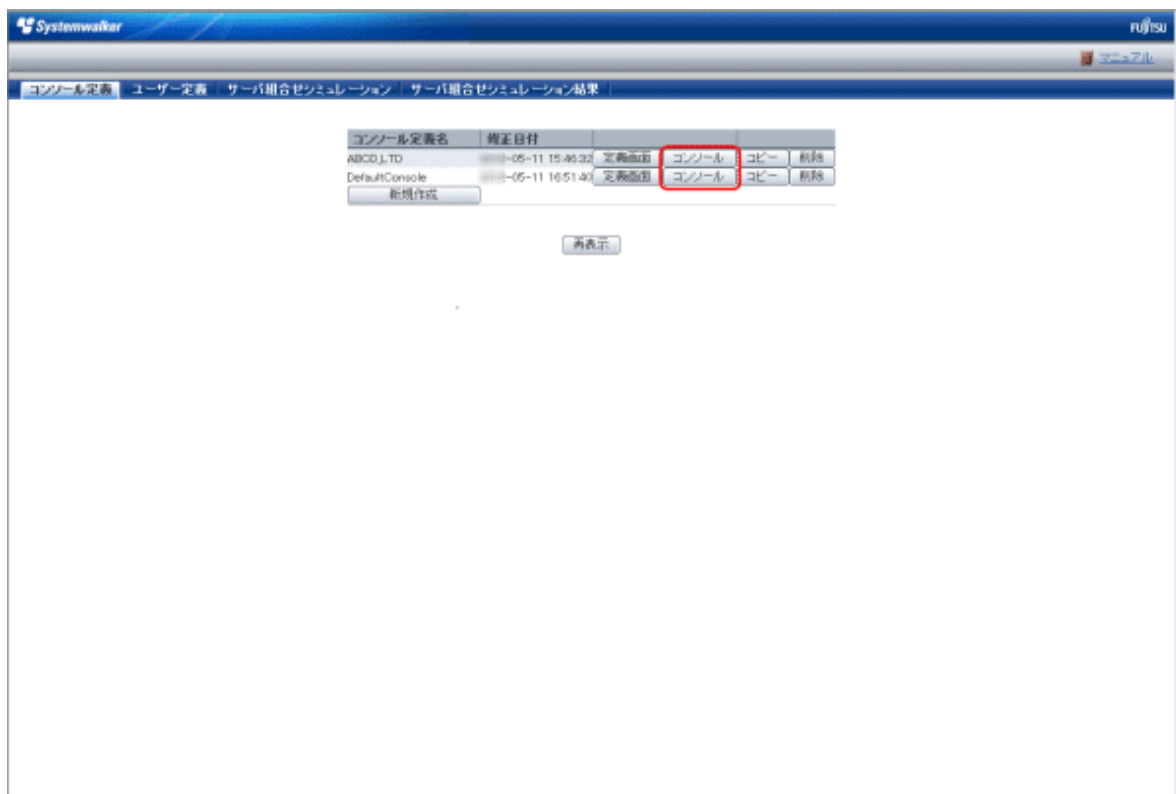 Systemwalker
FUJITSU
マニュアル
コンソール定義 ユーザー定義 サーバ組合せシミュレーション サーバ組合せシミュレーション結果
コンソール定義名 修正日付
ABCD_LTD -05-11 15:46:32 定義画面 コンソール コピー 削除
DefaultConsole -05-11 16:51:40 定義画面 コンソール コピー 削除
新規作成
再表示